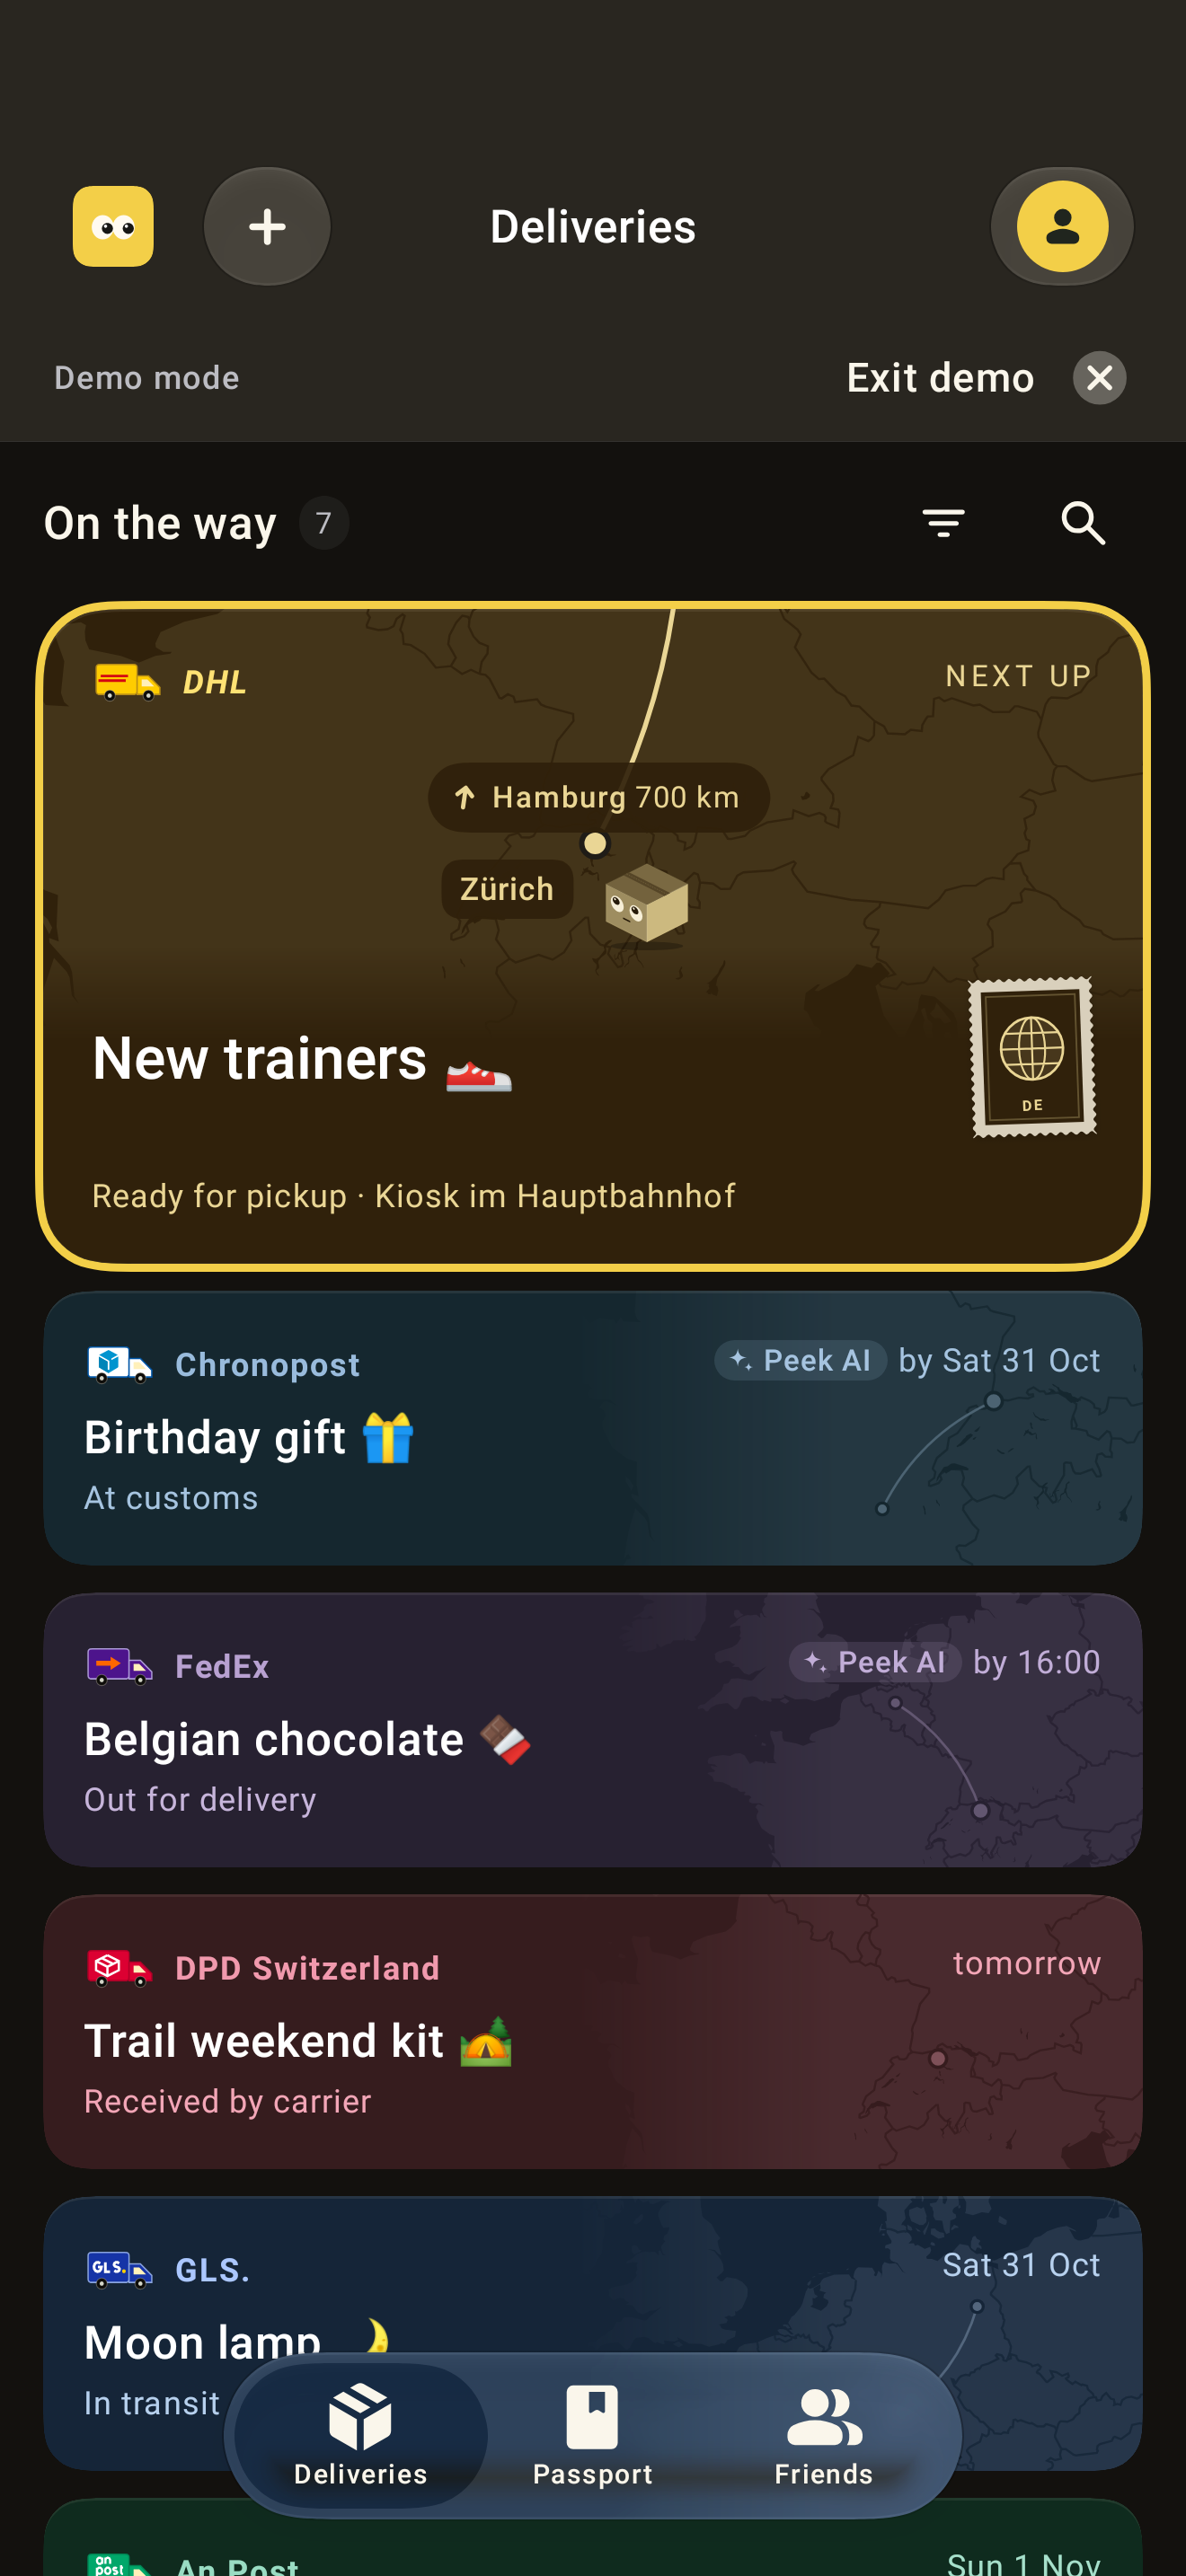 Deliveries
Demo mode
Exit demo
On the way 7
DHL
NEXT UP
Hamburg 700 km
Zürich
New trainers
DE
Ready for pickup · Kiosk im Hauptbahnhof
Chronopost
Peek AI by Sat 31 Oct
Birthday gift
At customs
FedEx
Peek AI by 16:00
Belgian chocolate
Out for delivery
DPD Switzerland
tomorrow
Trail weekend kit
Received by carrier
GLS.
GLS.
Sat 31 Oct
Moon lamp
In transit
Deliveries
Passport
Friends
an post
An Post
Sun 1 Nov